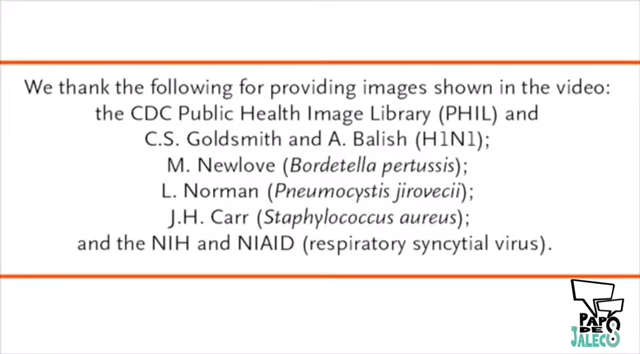 We thank the following for providing images shown in the video:
the CDC Public Health Image Library (PHIL) and
C.S. Goldsmith and A. Balish (H1N1);
M. Newlove (Bordetella pertussis);
L. Norman (Pneumocystis jirovecii);
J.H. Carr (Staphylococcus aureus);
and the NIH and NIAID (respiratory syncytial virus).
PAPO
DE
JALECO